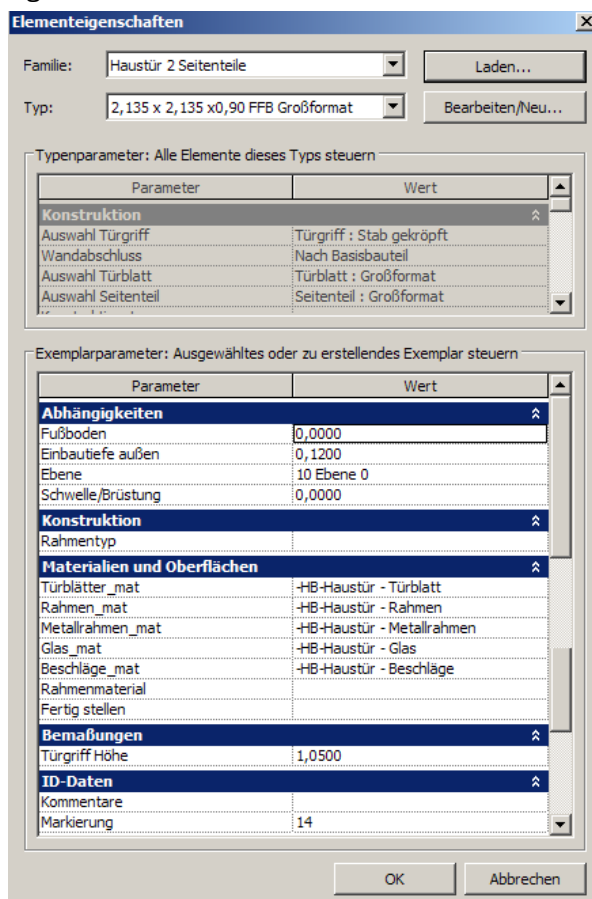 Elementeigenschaften
Familie: Haustür 2 Seitenteile Laden...
Typ: 2,135 x 2,135 x0,90 FFB Großformat Bearbeiten/Neu...
Typenparameter: Alle Elemente dieses Typs steuern
Parameter Wert
Konstruktion
Auswahl Türgriff Türgriff : Stab gekröpft
Wandabschluss Nach Basisbauteil
Auswahl Türblatt Türblatt : Großformat
Auswahl Seitenteil Seitenteil : Großformat
Exemplarparameter: Ausgewähltes oder zu erstellendes Exemplar steuern
Parameter Wert
Abhängigkeiten
Fußboden 0,0000
Einbautiefe außen 0,1200
Ebene 10 Ebene 0
Schwelle/Brüstung 0,0000
Konstruktion
Rahmentyp
Materialien und Oberflächen
Türblätter_mat -HB-Haustür - Türblatt
Rahmen_mat -HB-Haustür - Rahmen
Metallrahmen_mat -HB-Haustür - Metallrahmen
Glas_mat -HB-Haustür - Glas
Beschläge_mat -HB-Haustür - Beschläge
Rahmenmaterial
Fertig stellen
Bemaßungen
Türgriff Höhe 1,0500
ID-Daten
Kommentare
Markierung 14
OK Abbrechen